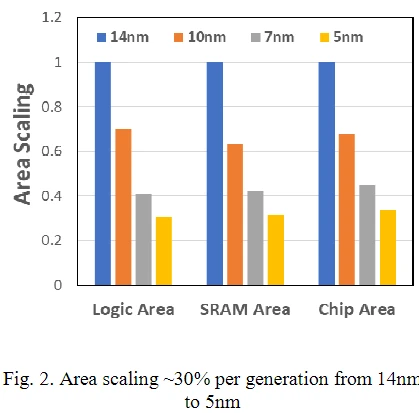 1.2
14nm 10nm 7nm 5nm
1
0.8
0.6
0.4
0.2
0
Area Scaling
Logic Area SRAM Area Chip Area
Fig. 2. Area scaling ~30% per generation from 14nm
to 5nm